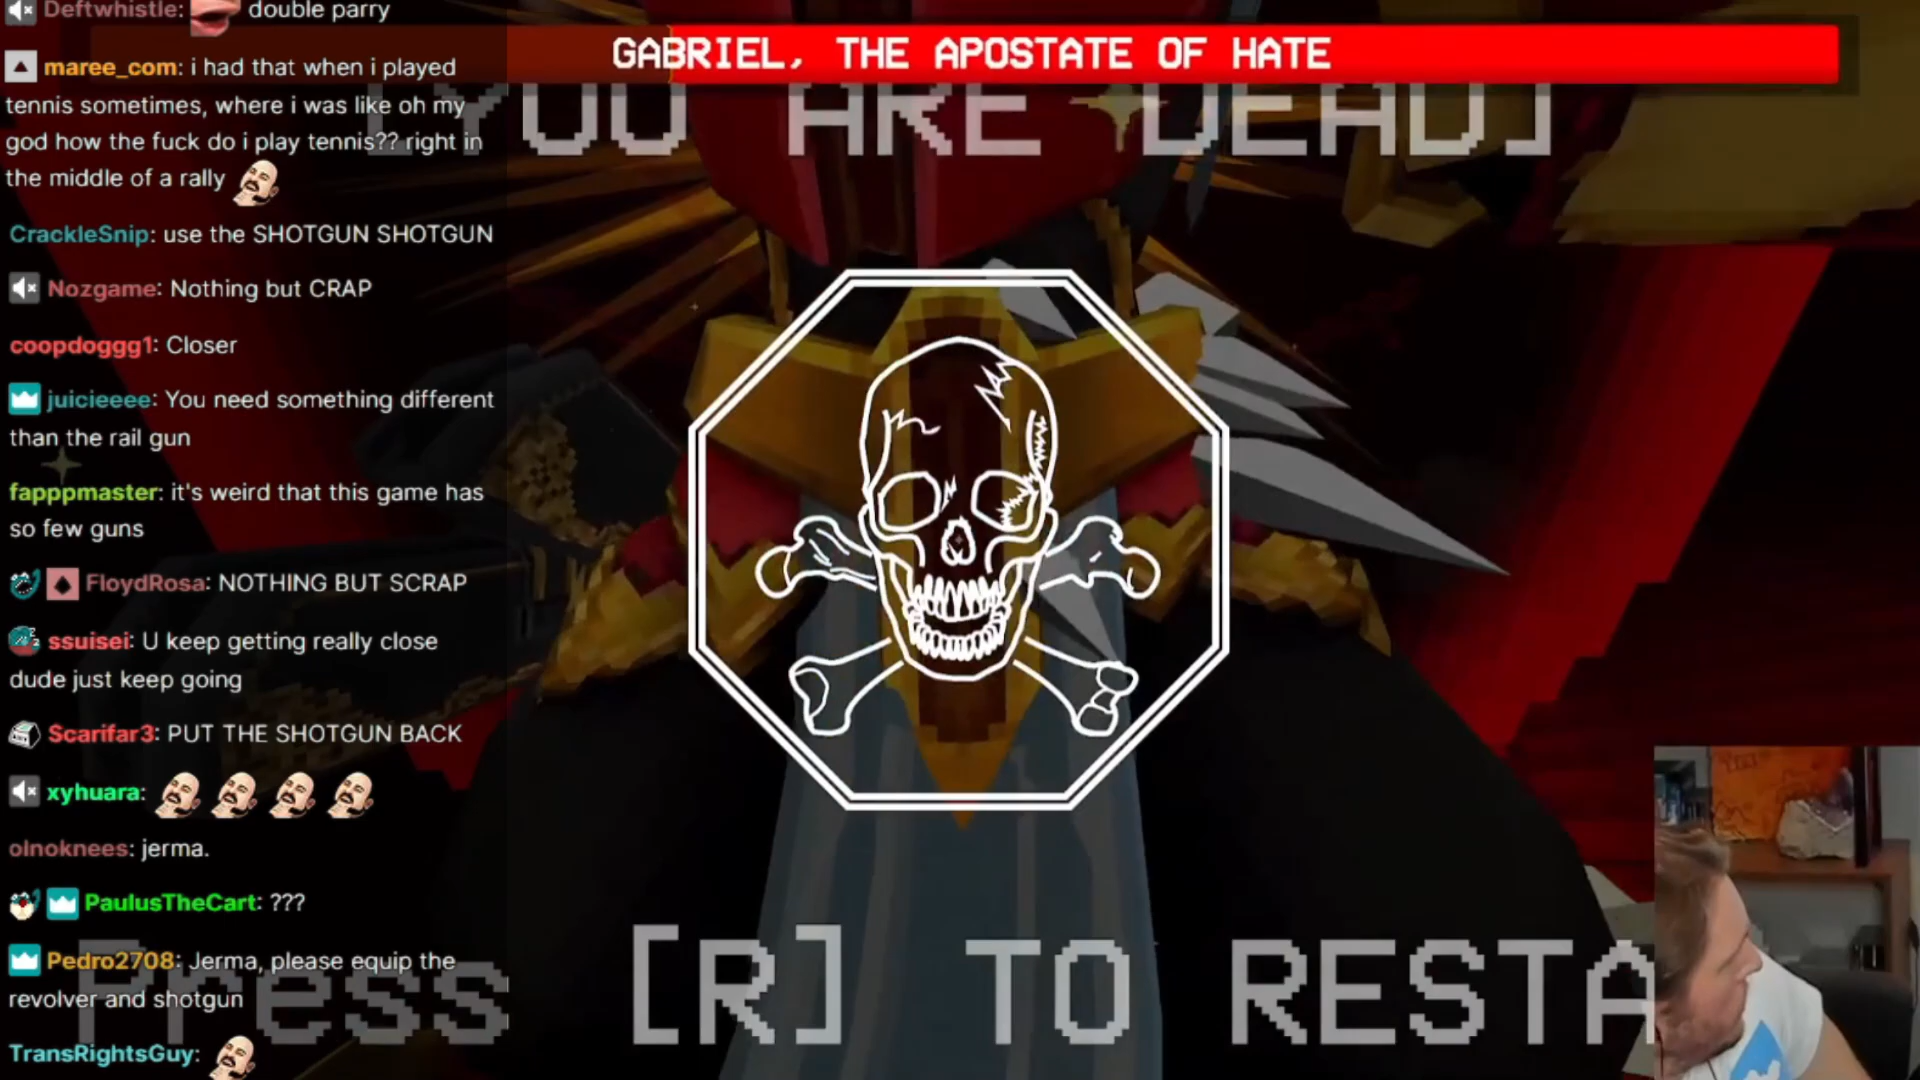 Deftwhistle: double parry
maree_com: i had that when i played
tennis sometimes, where i was like oh my
god how the fuck do i play tennis?? right in
the middle of a rally
CrackleSnip: use the SHOTGUN SHOTGUN
Nozgame: Nothing but CRAP
coopdoggg1: Closer
juicieeee: You need something different
than the rail gun
fapppmaster: it's weird that this game has
so few guns
FloydRosa: NOTHING BUT SCRAP
ssuisei: U keep getting really close
dude just keep going
Scarifar3: PUT THE SHOTGUN BACK
xyhuara:
olnoknees: jerma.
PaulusTheCart: ???
Pedro2708: Jerma, please equip the
revolver and shotgun
TransRightsGuy:
GABRIEL, THE APOSTATE OF HATE
[YOU ARE DEAD]
Press [R] TO RESTA